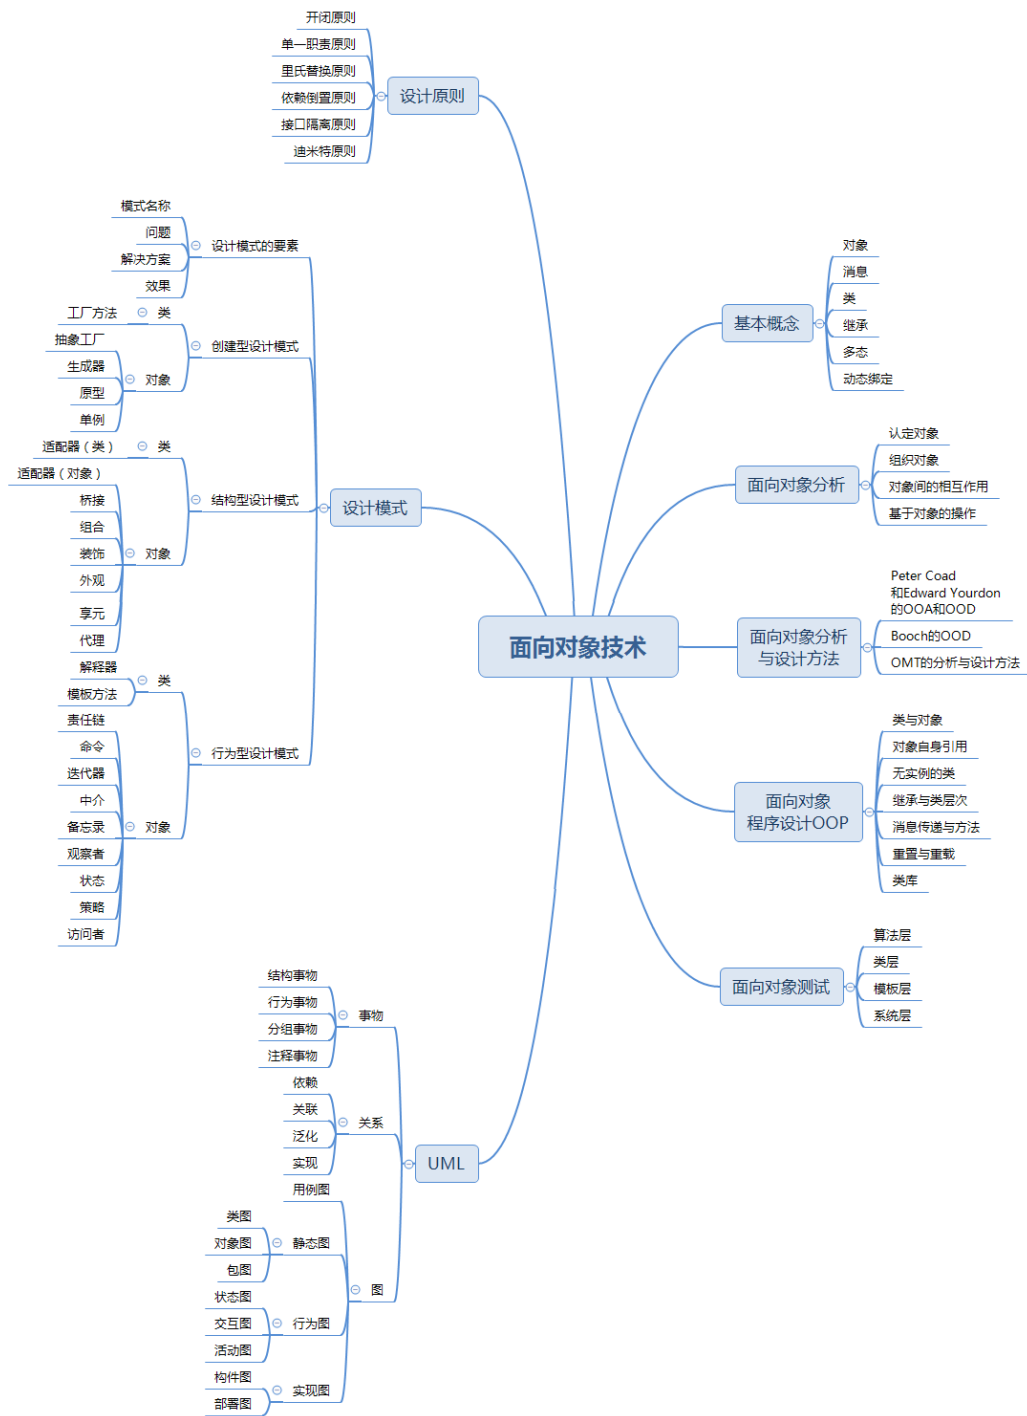 面向对象技术
设计原则
开闭原则
单一职责原则
里氏替换原则
依赖倒置原则
接口隔离原则
迪米特原则
设计模式
设计模式的要素
模式名称
问题
解决方案
效果
创建型设计模式
类
工厂方法
对象
抽象工厂
生成器
原型
单例
结构型设计模式
类
适配器（类）
对象
适配器（对象）
桥接
组合
装饰
外观
享元
代理
行为型设计模式
类
解释器
模板方法
对象
责任链
命令
迭代器
中介
备忘录
观察者
状态
策略
访问者
UML
事物
结构事物
行为事物
分组事物
注释事物
关系
依赖
关联
泛化
实现
图
用例图
静态图
类图
对象图
包图
行为图
状态图
交互图
活动图
实现图
构件图
部署图
基本概念
对象
消息
类
继承
多态
动态绑定
面向对象分析
认定对象
组织对象
对象间的相互作用
基于对象的操作
面向对象分析
与设计方法
Peter Coad
和Edward Yourdon
的OOA和OOD
Booch的OOD
OMT的分析与设计方法
面向对象
程序设计OOP
类与对象
对象自身引用
无实例的类
继承与类层次
消息传递与方法
重置与重载
类库
面向对象测试
算法层
类层
模板层
系统层